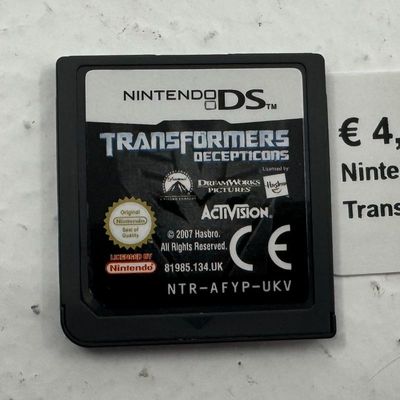 NINTENDO DS™
TRANSFORMERS
DECEPTICONS
Licensed by
DREAMWORKS
PICTURES
Hasbro
ACTIVISION
Original
Nintendo
Seal of
Quality
© 2007 Hasbro.
All Rights Reserved.
LICENSED BY
Nintendo
81985.134.UK
CE
NTR-AFYP-UKV
€ 4,
Ninte
Trans